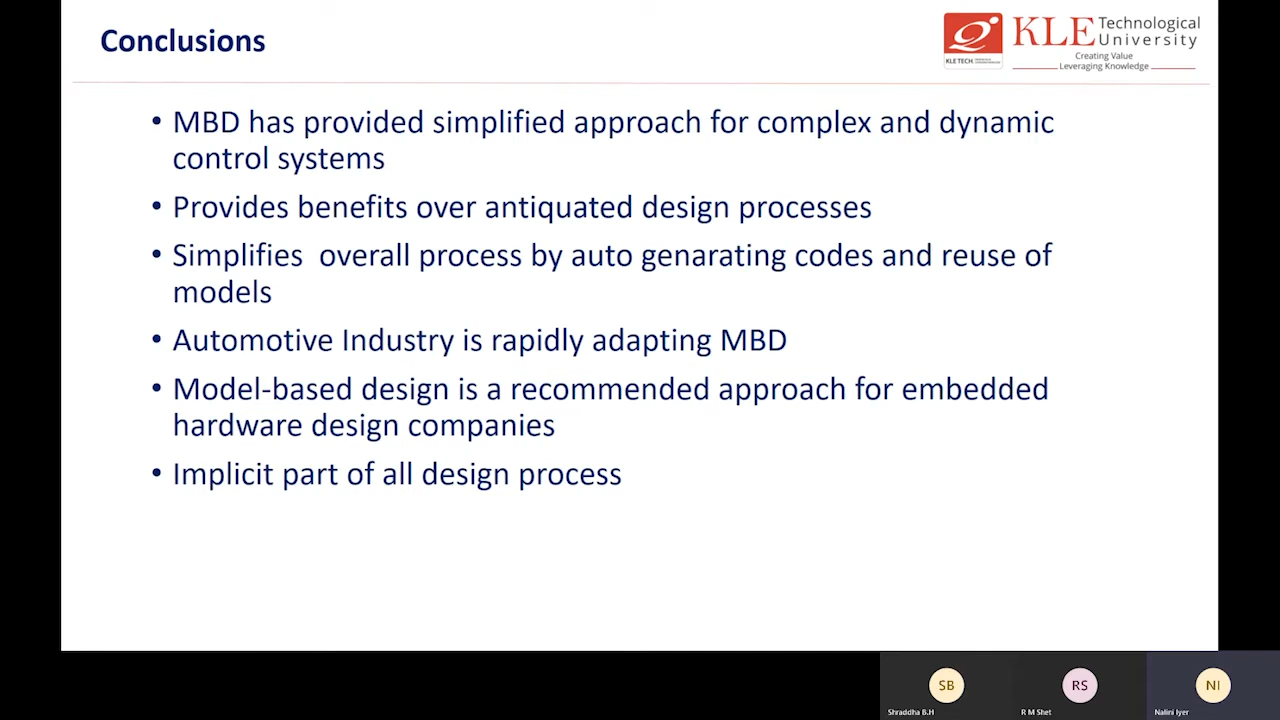 Conclusions
KLE Technological
University
Creating Value
Leveraging Knowledge
KLE TECH.
• MBD has provided simplified approach for complex and dynamic
control systems
• Provides benefits over antiquated design processes
• Simplifies  overall process by auto genarating codes and reuse of
models
• Automotive Industry is rapidly adapting MBD
• Model-based design is a recommended approach for embedded
hardware design companies
• Implicit part of all design process
SB
RS
NI
Shraddha B.H
R M Shet
Nalini Iyer